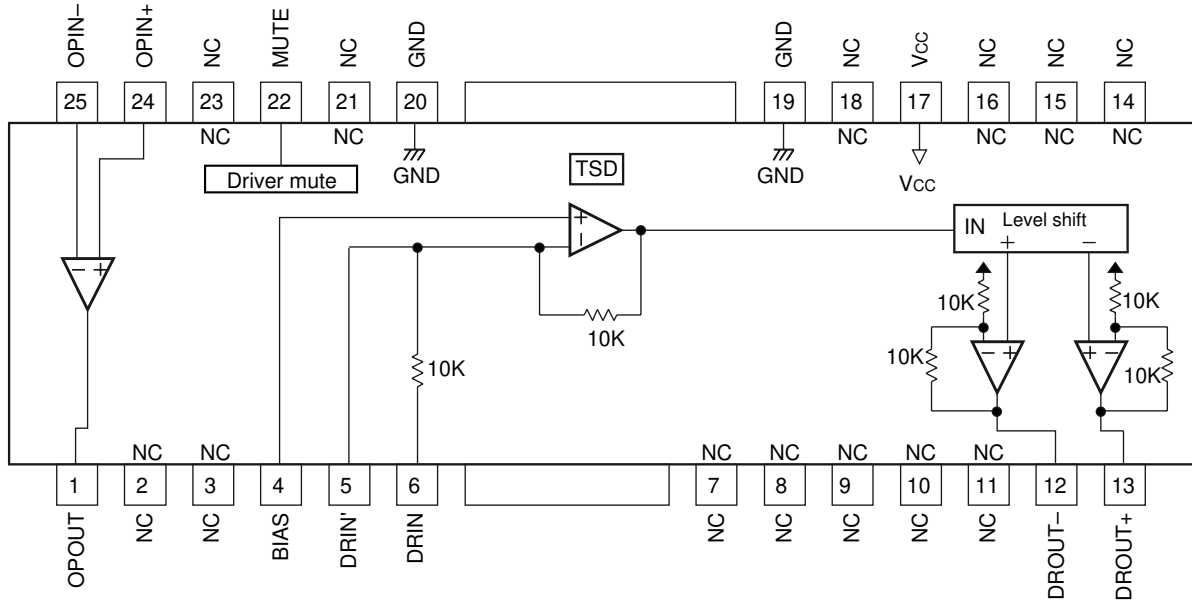 OPIN−
OPIN+
NC
MUTE
NC
GND
GND
NC
VCC
NC
NC
NC
25
24
23
22
21
20
19
18
17
16
15
14
NC
NC
NC
NC
NC
NC
Driver mute
GND
TSD
GND
VCC
+
−
IN
Level shift
+
−
− +
10K
10K
10K
10K
− +
+ −
10K
10K
NC
NC
NC
NC
NC
NC
NC
1
2
3
4
5
6
7
8
9
10
11
12
13
OPOUT
NC
NC
BIAS
DRIN'
DRIN
NC
NC
NC
NC
NC
DROUT−
DROUT+